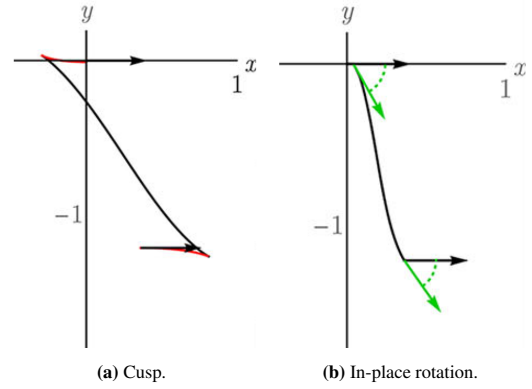 y
x
1
−1
(a) Cusp.
y
x
1
−1
(b) In-place rotation.